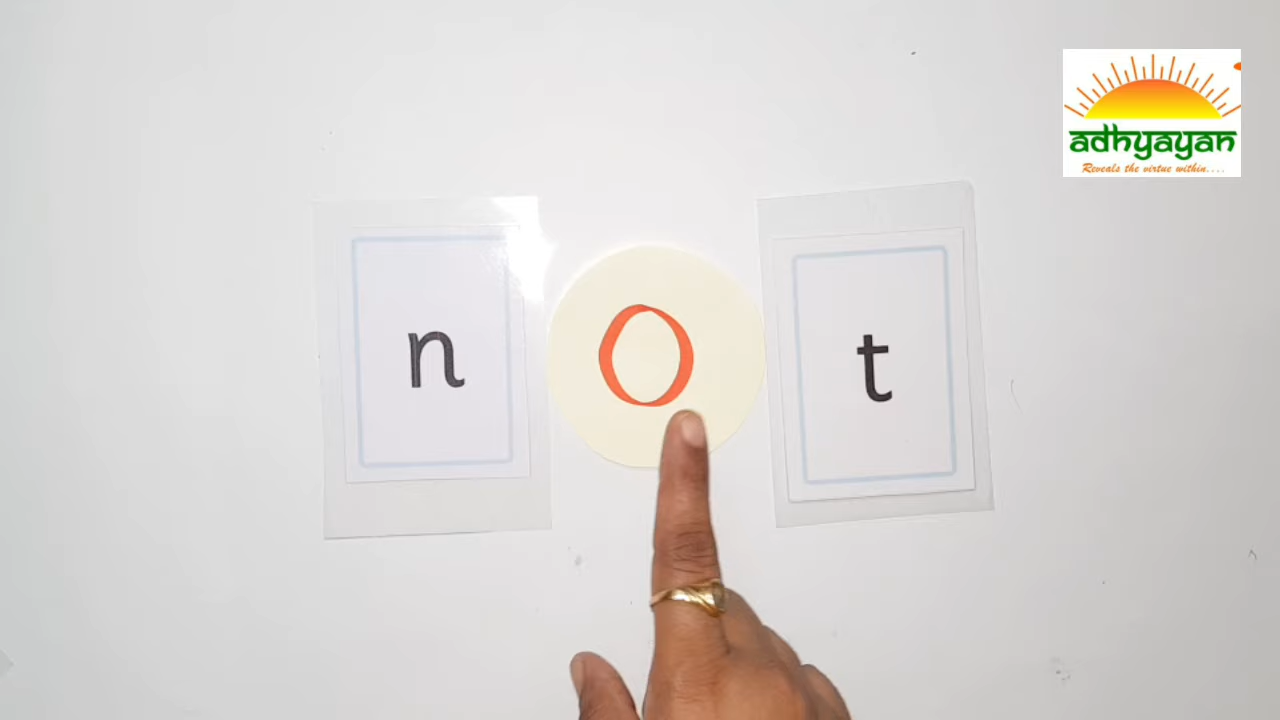 n o t
adhyayan
Reveals the virtue within....